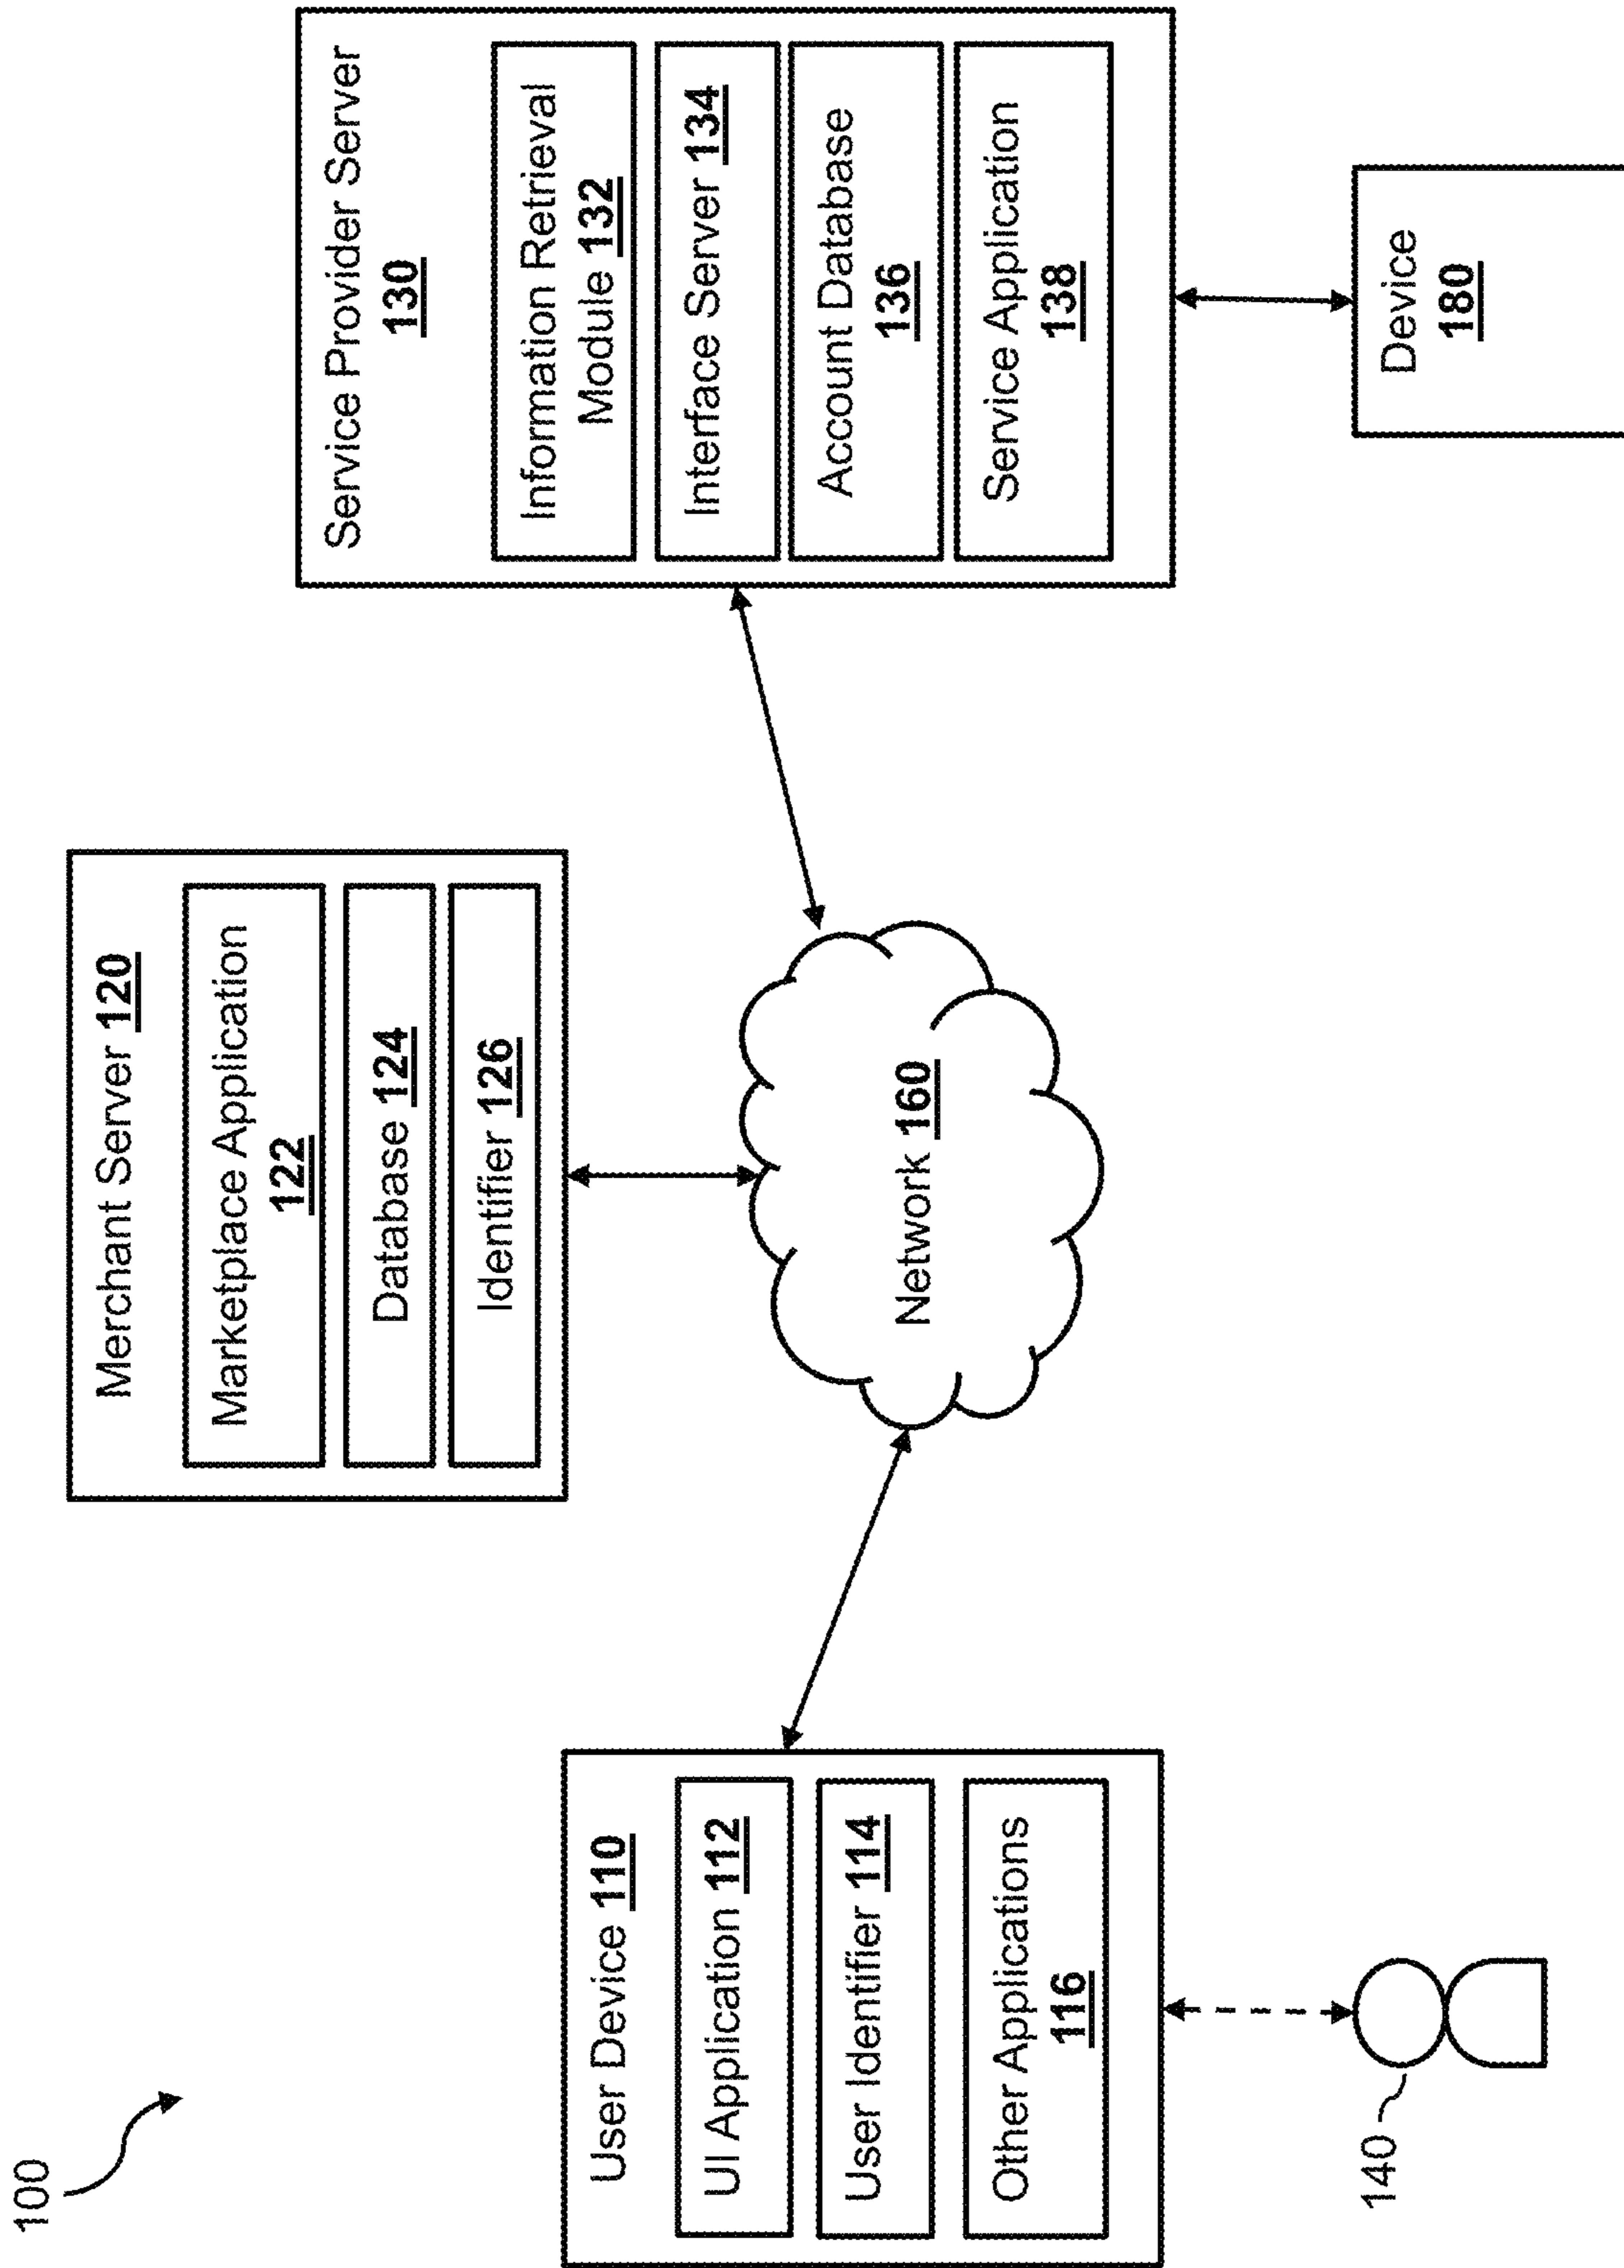 100
Merchant Server 120
Marketplace Application
122
Database 124
Identifier 126
User Device 110
UI Application 112
User Identifier 114
Other Applications
116
Network 160
Service Provider Server
130
Information Retrieval
Module 132
Interface Server 134
Account Database
136
Service Application
138
140
Device
180